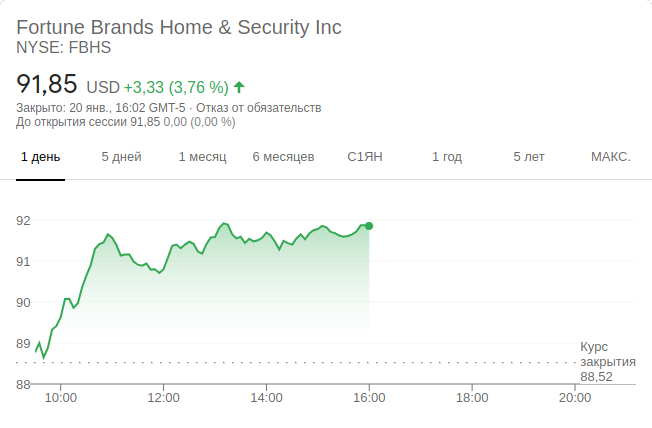 Fortune Brands Home & Security Inc
NYSE: FBHS
91,85 USD +3,33 (3,76 %)
Закрыто: 20 янв., 16:02 GMT-5 · Отказ от обязательств
До открытия сессии 91,85 0,00 (0,00 %)
1 день 5 дней 1 месяц 6 месяцев С1ЯН 1 год 5 лет МАКС.
92
91
90
89
Курс
закрытия
88,52
88
10:00 12:00 14:00 16:00 18:00 20:00